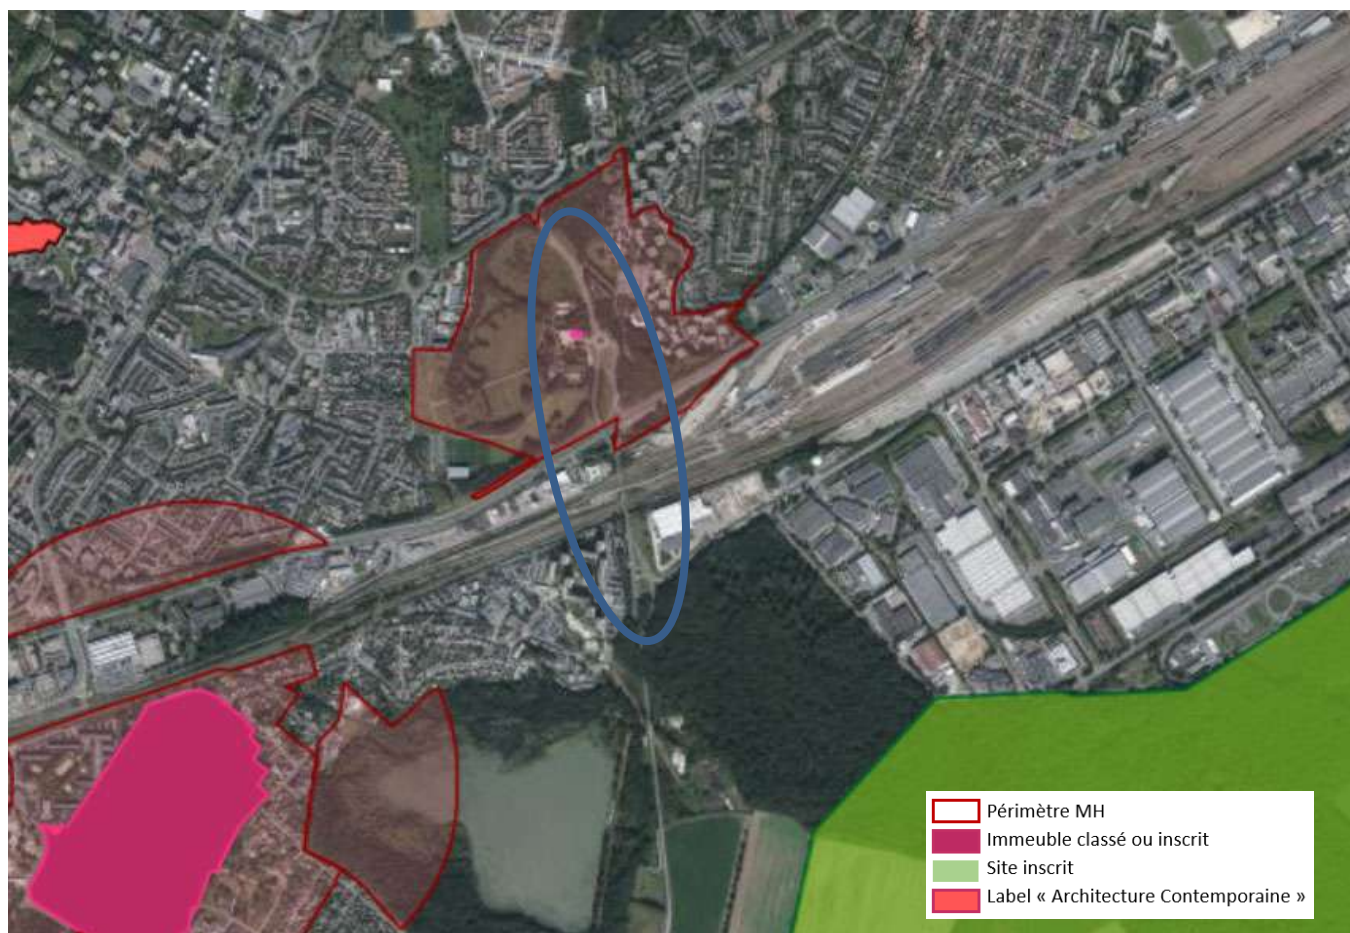 Périmètre MH
Immeuble classé ou inscrit
Site inscrit
Label « Architecture Contemporaine »